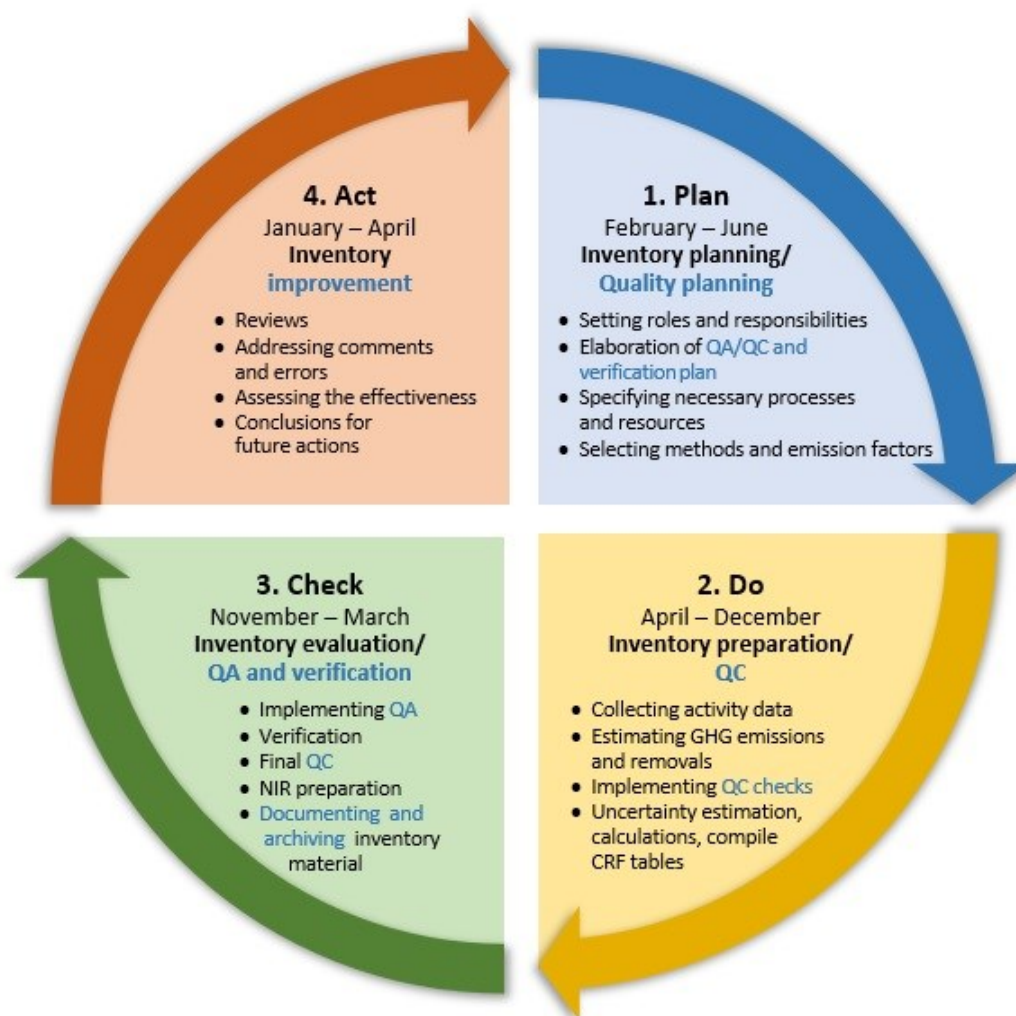 4. Act
January – April
Inventory
improvement
• Reviews
• Addressing comments
and errors
• Assessing the effectiveness
• Conclusions for
future actions
1. Plan
February – June
Inventory planning/
Quality planning
• Setting roles and responsibilities
• Elaboration of QA/QC and
verification plan
• Specifying necessary processes
and resources
• Selecting methods and emission factors
3. Check
November – March
Inventory evaluation/
QA and verification
• Implementing QA
• Verification
• Final QC
• NIR preparation
• Documenting and
archiving inventory
material
2. Do
April – December
Inventory preparation/
QC
• Collecting activity data
• Estimating GHG emissions
and removals
• Implementing QC checks
• Uncertainty estimation,
calculations, compile
CRF tables